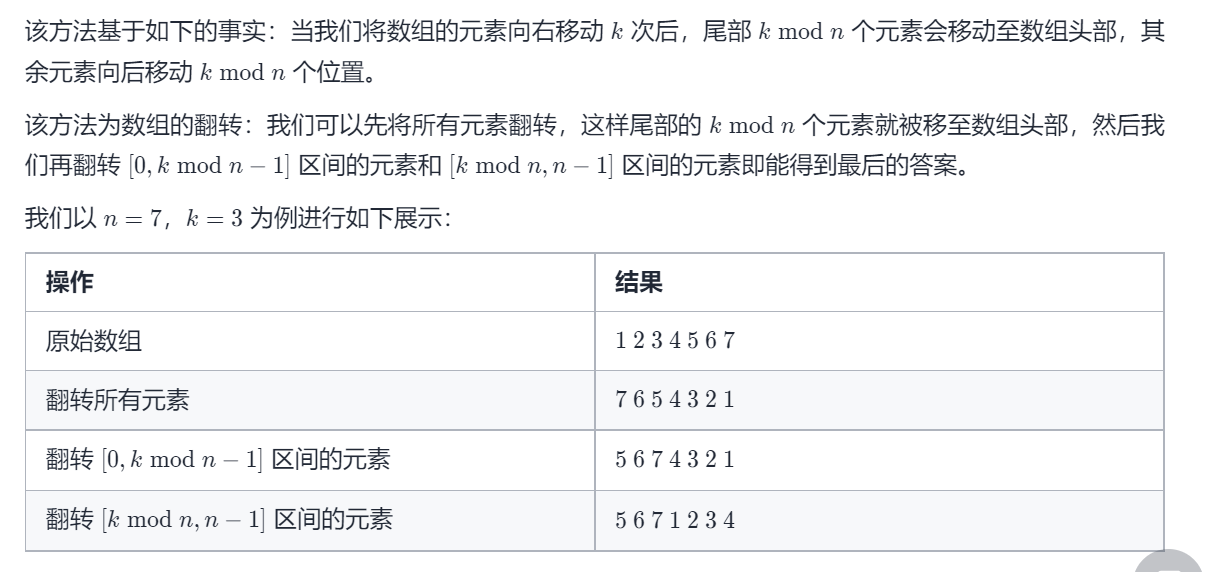 该方法基于如下的事实：当我们将数组的元素向右移动 k 次后，尾部 k mod n 个元素会移动至数组头部，其
余元素向后移动 k mod n 个位置。
该方法为数组的翻转：我们可以先将所有元素翻转，这样尾部的 k mod n 个元素就被移至数组头部，然后我
们再翻转 [0, k mod n − 1] 区间的元素和 [k mod n, n − 1] 区间的元素即能得到最后的答案。
我们以 n = 7，k = 3 为例进行如下展示：
操作 结果
原始数组 1 2 3 4 5 6 7
翻转所有元素 7 6 5 4 3 2 1
翻转 [0, k mod n − 1] 区间的元素 5 6 7 4 3 2 1
翻转 [k mod n, n − 1] 区间的元素 5 6 7 1 2 3 4